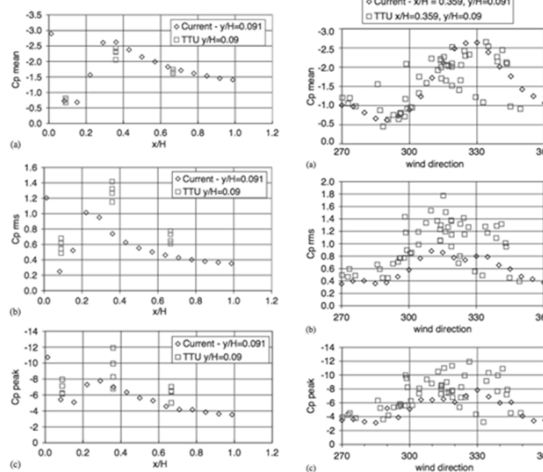 Current - y/H=0.091
TTU y/H=0.09
Cp mean
-3.5
-3.0
-2.5
-2.0
-1.5
-1.0
-0.5
0.0
0.0 0.2 0.4 0.6 0.8 1.0 1.2
x/H
(a)
Current - y/H=0.091
TTU y/H=0.09
Cp rms
1.6
1.4
1.2
1.0
0.8
0.6
0.4
0.2
0.0
0.0 0.2 0.4 0.6 0.8 1.0 1.2
x/H
(b)
Current - y/H=0.091
TTU y/H=0.09
Cp peak
-14
-12
-10
-8
-6
-4
-2
0
0.0 0.2 0.4 0.6 0.8 1.0 1.2
x/H
(c)
Current - x/H = 0.359, y/H=0.091
TTU x/H=0.359, y/H=0.09
Cp mean
-3.0
-2.5
-2.0
-1.5
-1.0
-0.5
0.0
270 300 330
wind direction
(a)
Cp rms
2.0
1.8
1.6
1.4
1.2
1.0
0.8
0.6
0.4
0.2
0.0
270 300 330
wind direction
(b)
Cp peak
-14
-12
-10
-8
-6
-4
-2
0
270 300 330
wind direction
(c)